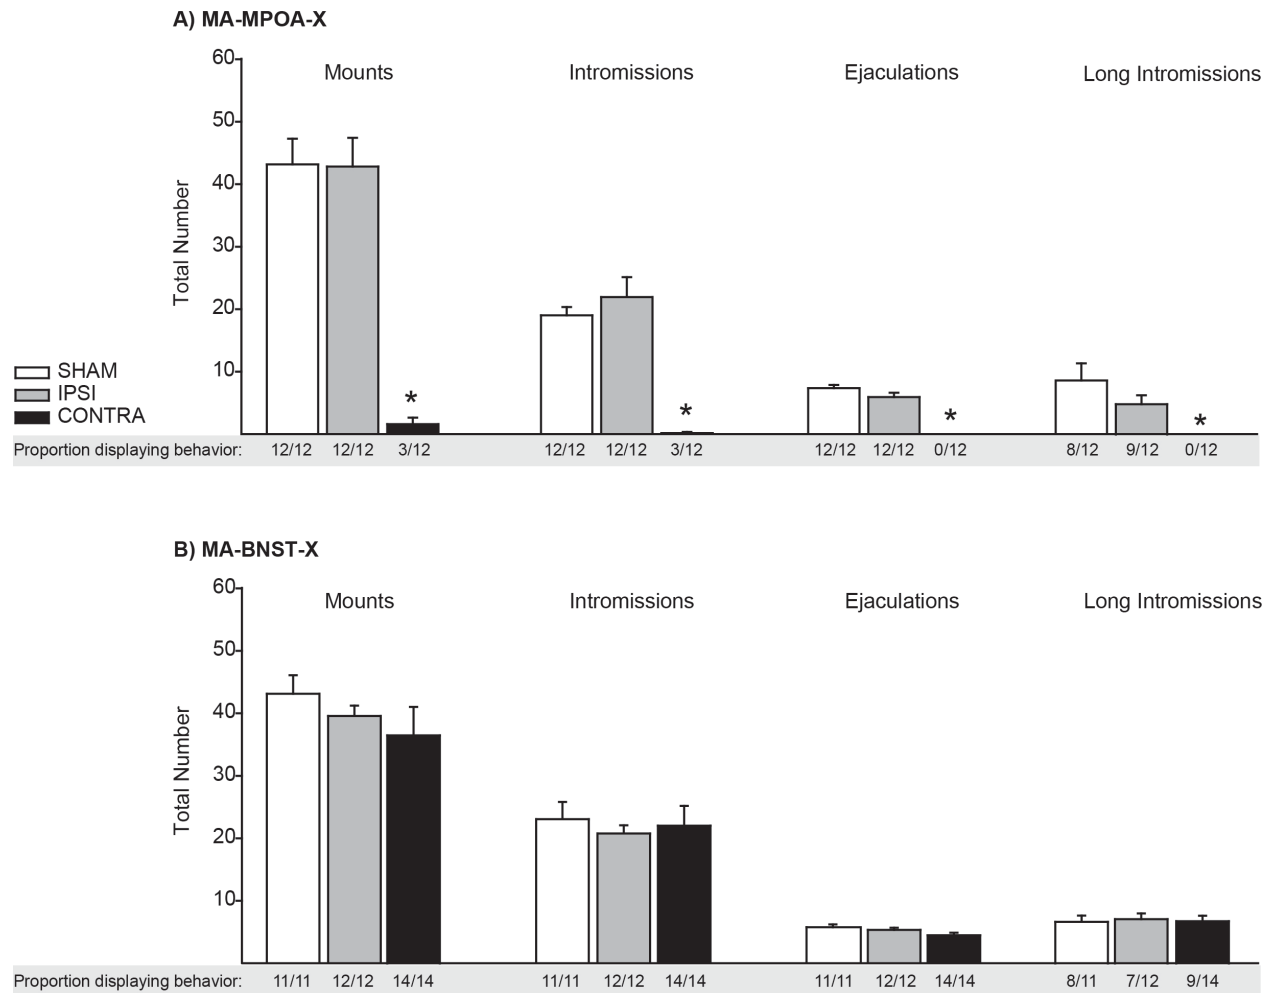 A) MA-MPOA-X
60
Mounts
Intromissions
Ejaculations
Long Intromissions
50
40
Total Number
30
20
10
SHAM
IPSI
CONTRA
*
*
*
*
Proportion displaying behavior: 12/12 12/12 3/12 12/12 12/12 3/12 12/12 12/12 0/12 8/12 9/12 0/12
B) MA-BNST-X
60
Mounts
Intromissions
Ejaculations
Long Intromissions
50
40
Total Number
30
20
10
Proportion displaying behavior: 11/11 12/12 14/14 11/11 12/12 14/14 11/11 12/12 14/14 8/11 7/12 9/14